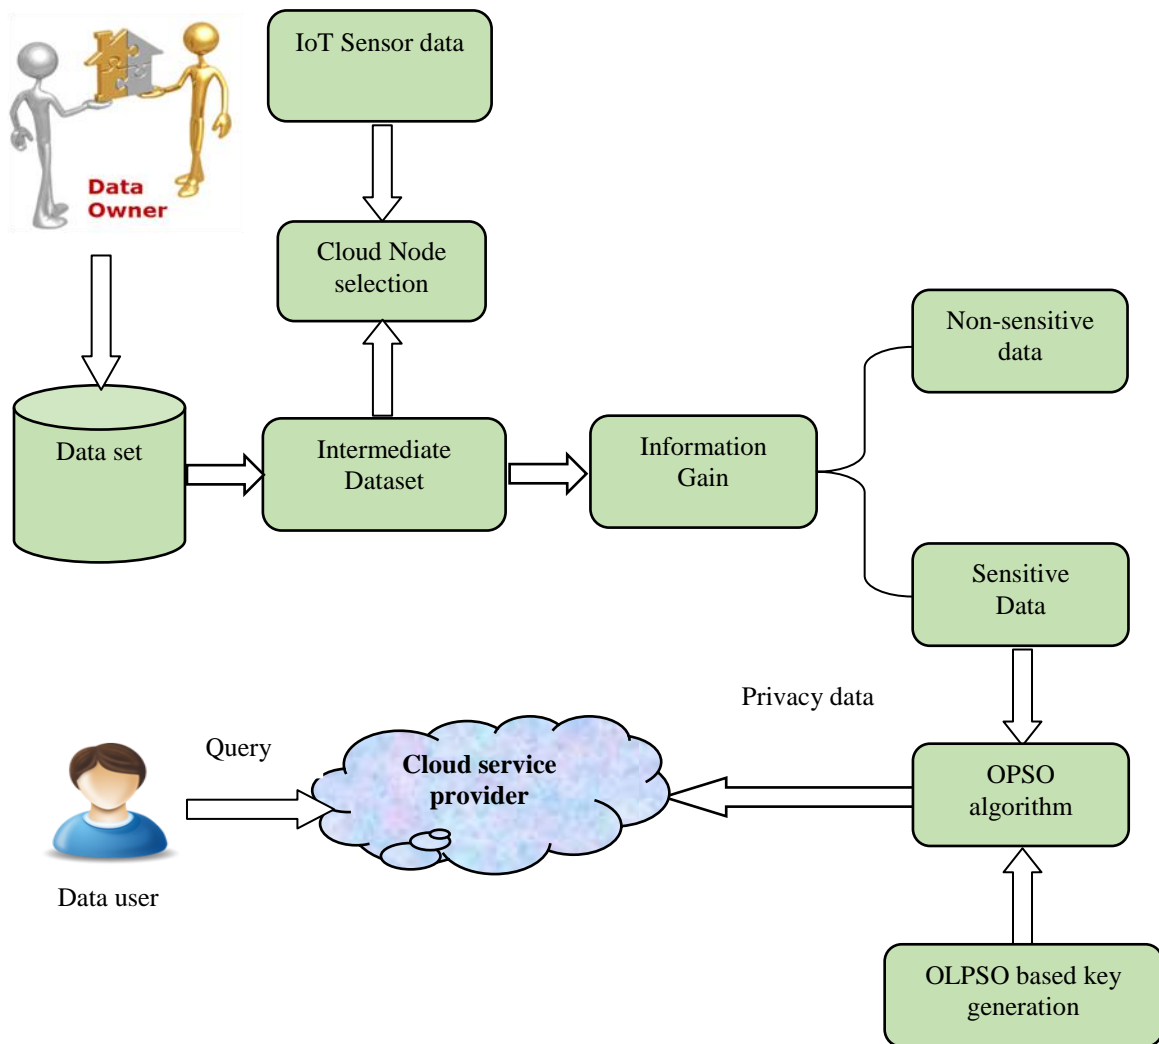 IoT Sensor data
Data
Owner
Cloud Node
selection
Non-sensitive
data
Data set
Intermediate
Dataset
Information
Gain
Sensitive
Data
Privacy data
Query
Cloud service
provider
OPSO
algorithm
Data user
OLPSO based key
generation